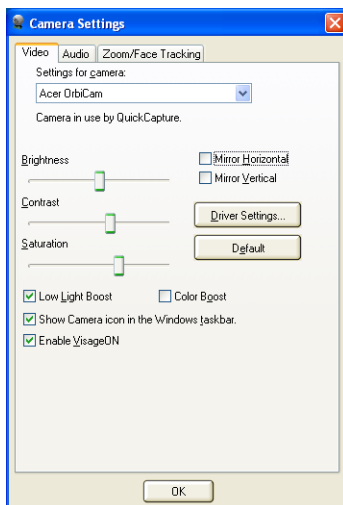 Camera Settings
Video Audio Zoom/Face Tracking
Settings for camera:
Acer OrbiCam
Camera in use by QuickCapture.
Brightness
Mirror Horizontal
Mirror Vertical
Contrast
Driver Settings...
Saturation
Default
Low Light Boost Color Boost
Show Camera icon in the Windows taskbar.
Enable VisageON
OK